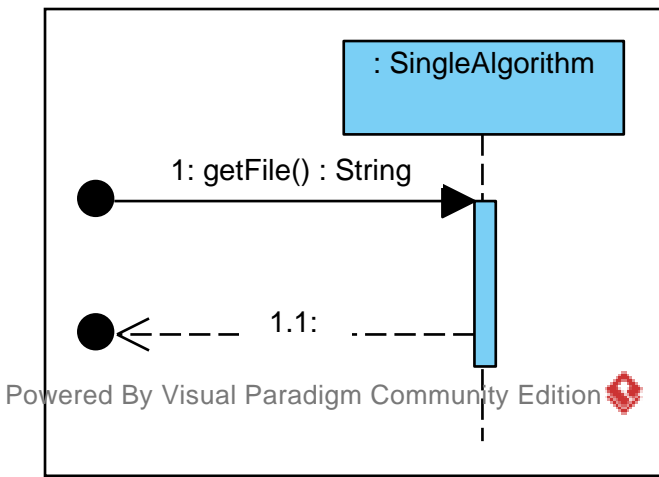 : SingleAlgorithm
1: getFile() : String
1.1:
Powered By Visual Paradigm Community Edition